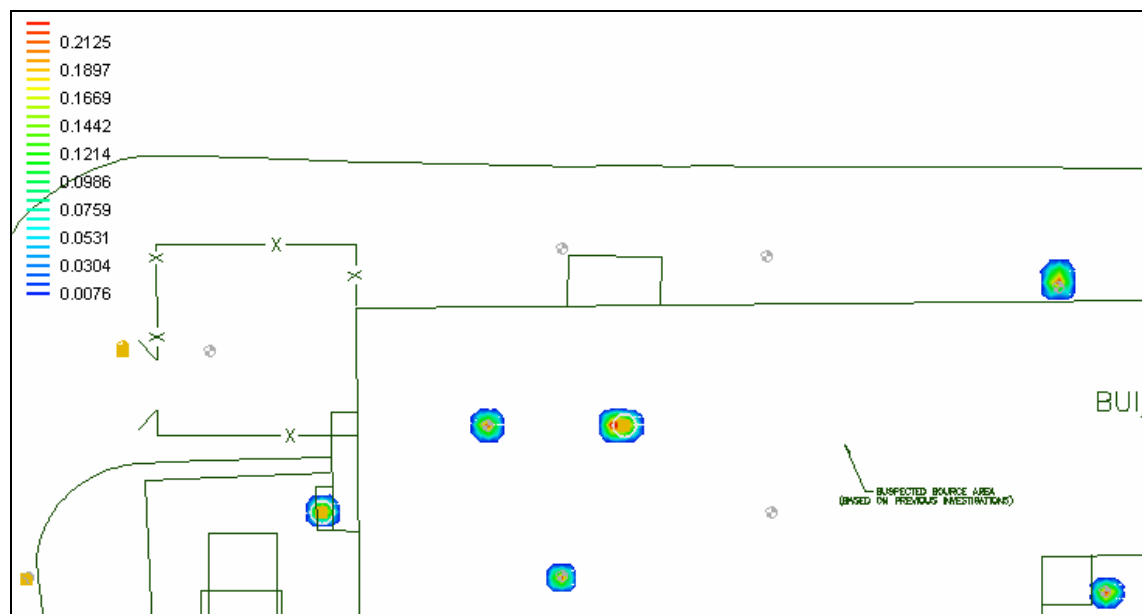 0.2125
0.1897
0.1669
0.1442
0.1214
0.0986
0.0759
0.0531
0.0304
0.0076
X
X
X
X
X
BUI
SUSPECTED SOURCE AREA
(BASED ON PREVIOUS INVESTIGATIONS)